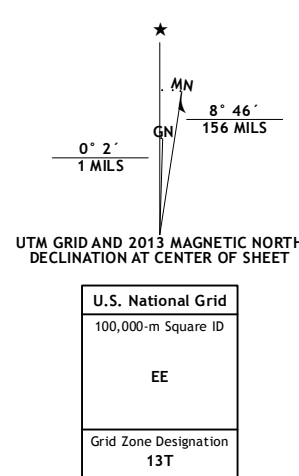 ★
MN
8° 46´
156 MILS
GN
0° 2´
1 MILS
UTM GRID AND 2013 MAGNETIC NORTH
DECLINATION AT CENTER OF SHEET
U.S. National Grid
100,000-m Square ID
EE
Grid Zone Designation
13T